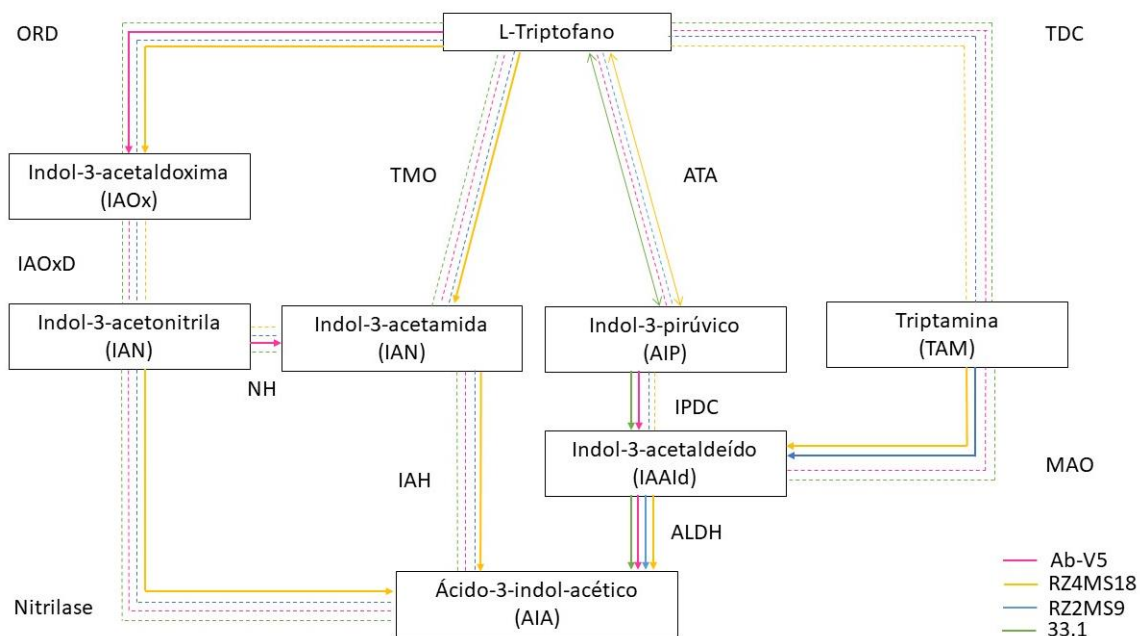 ORD
L-Triptofano
TDC
Indol-3-acetaldoxima
(IAOx)
TMO
ATA
IAOxD
Indol-3-acetonitrila
(IAN)
Indol-3-acetamida
(IAN)
Indol-3-pirúvico
(AIP)
Triptamina
(TAM)
NH
IPDC
Indol-3-acetaldeído
(IAAld)
MAO
IAH
ALDH
Ácido-3-indol-acético
(AIA)
Nitrilase
Ab-V5
RZ4MS18
RZ2MS9
33.1